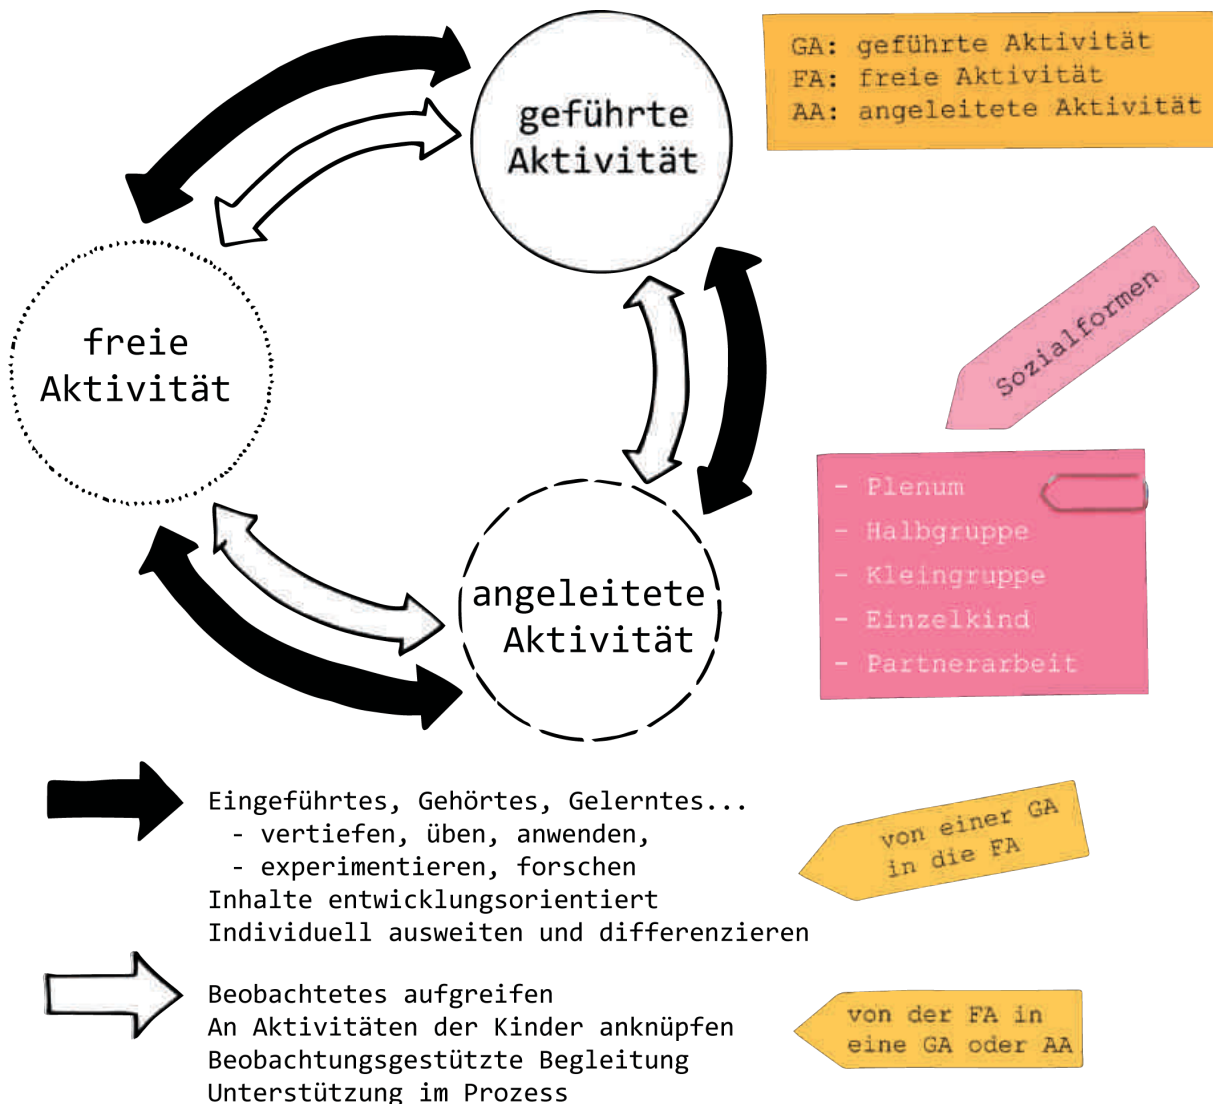 geführte
Aktivität
GA: geführte Aktivität
FA: freie Aktivität
AA: angeleitete Aktivität
freie
Aktivität
Sozialformen
- Plenum
- Halbgruppe
- Kleingruppe
- Einzelkind
- Partnerarbeit
angeleitete
Aktivität
Eingeführtes, Gehörtes, Gelerntes...
- vertiefen, üben, anwenden,
- experimentieren, forschen
Inhalte entwicklungsorientiert
Individuell ausweiten und differenzieren
von einer GA
in die FA
Beobachtetes aufgreifen
An Aktivitäten der Kinder anknüpfen
Beobachtungsgestützte Begleitung
Unterstützung im Prozess
von der FA in
eine GA oder AA